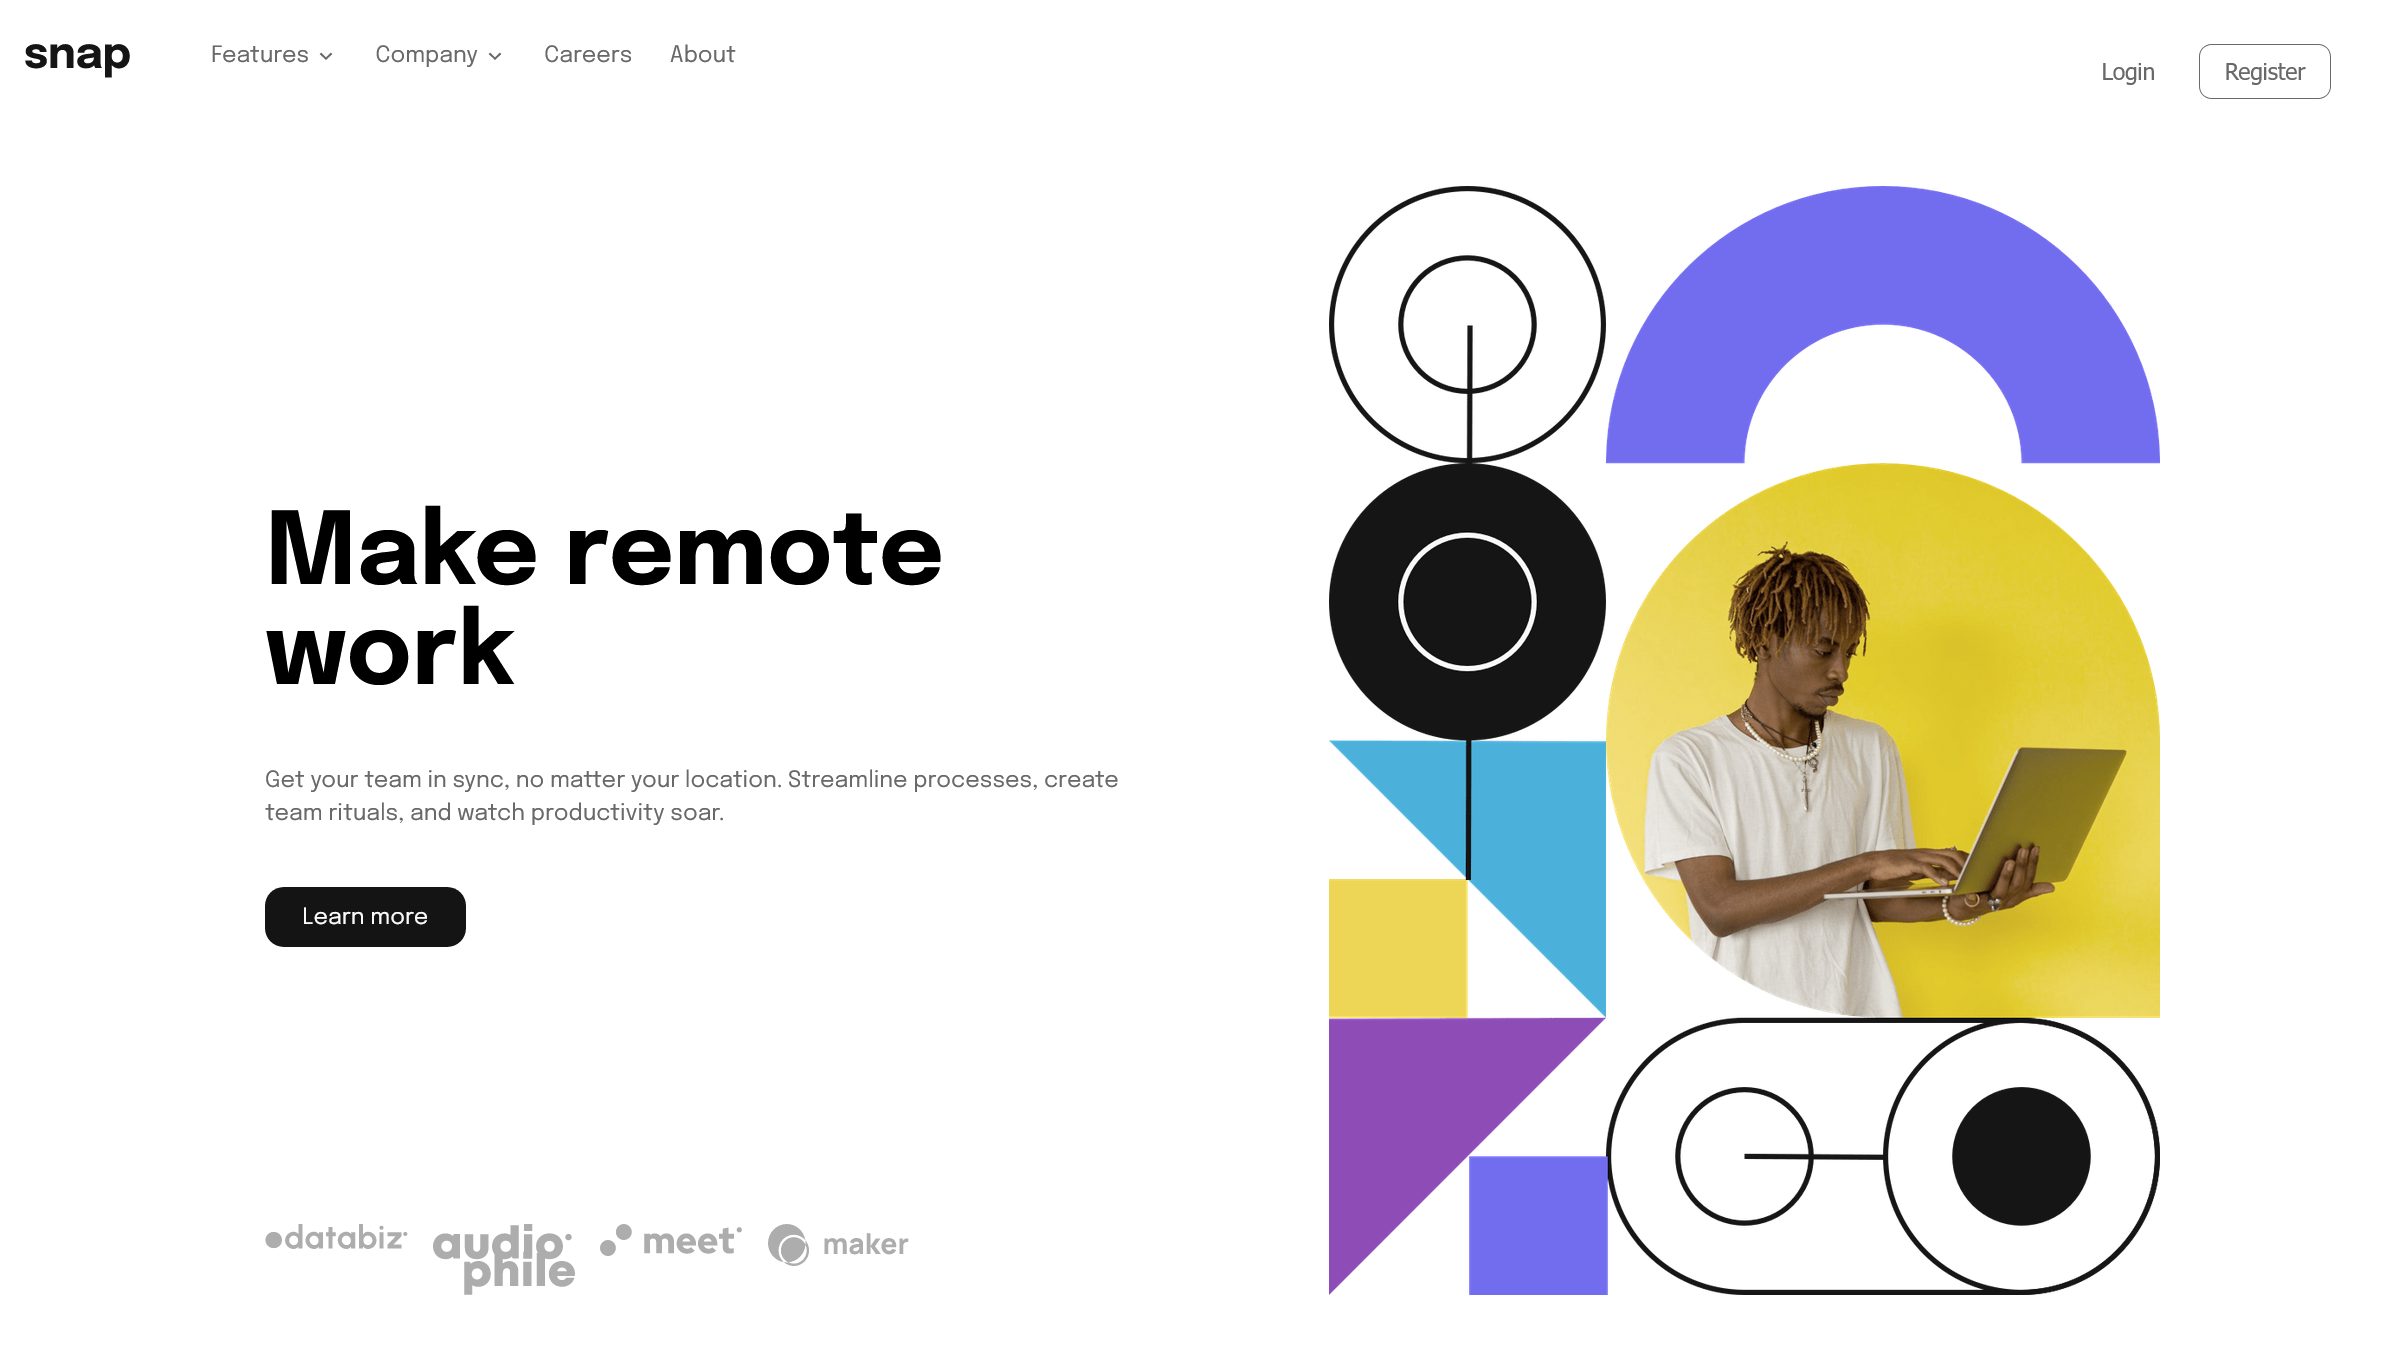 snap
Features
Company
Careers
About
Login
Register
Make remote
work
Get your team in sync, no matter your location. Streamline processes, create
team rituals, and watch productivity soar.
Learn more
databiz
audio
phile
meet
maker